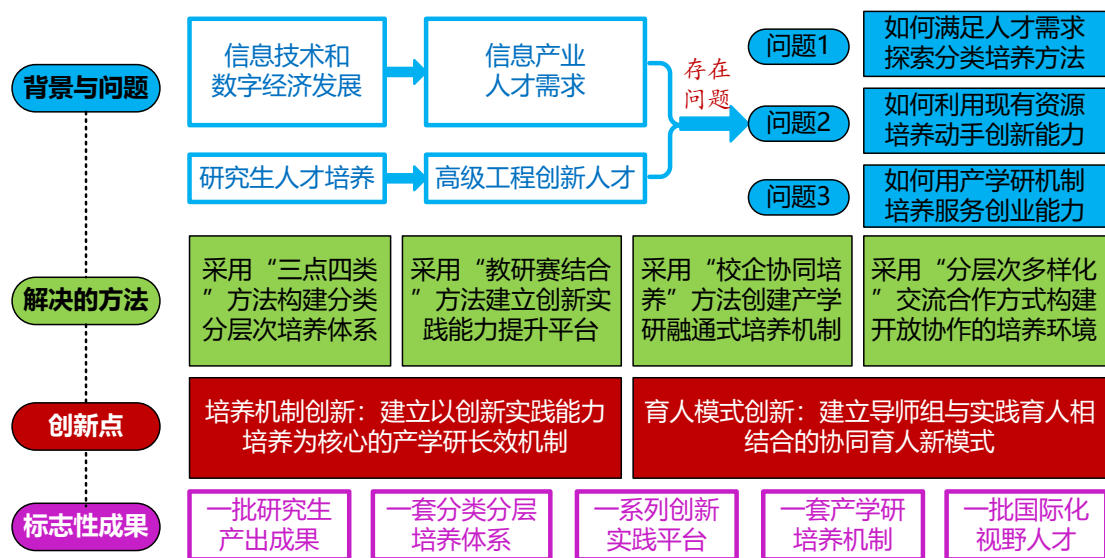 背景与问题
信息技术和
数字经济发展
信息产业
人才需求
研究生人才培养
高级工程创新人才
存在
问题
问题1
如何满足人才需求
探索分类培养方法
问题2
如何利用现有资源
培养动手创新能力
问题3
如何用产学研机制
培养服务创业能力
解决的方法
采用“三点四类
”方法构建分类
分层次培养体系
采用“教研赛结合
”方法建立创新实
践能力提升平台
采用“校企协同培
养”方法创建产学
研融通式培养机制
采用“分层次多样化
”交流合作方式构建
开放协作的培养环境
创新点
培养机制创新：建立以创新实践能力
培养为核心的产学研长效机制
育人模式创新：建立导师组与实践育人相
结合的协同育人新模式
标志性成果
一批研究生
产出成果
一套分类分层
培养体系
一系列创新
实践平台
一套产学研
培养机制
一批国际化
视野人才